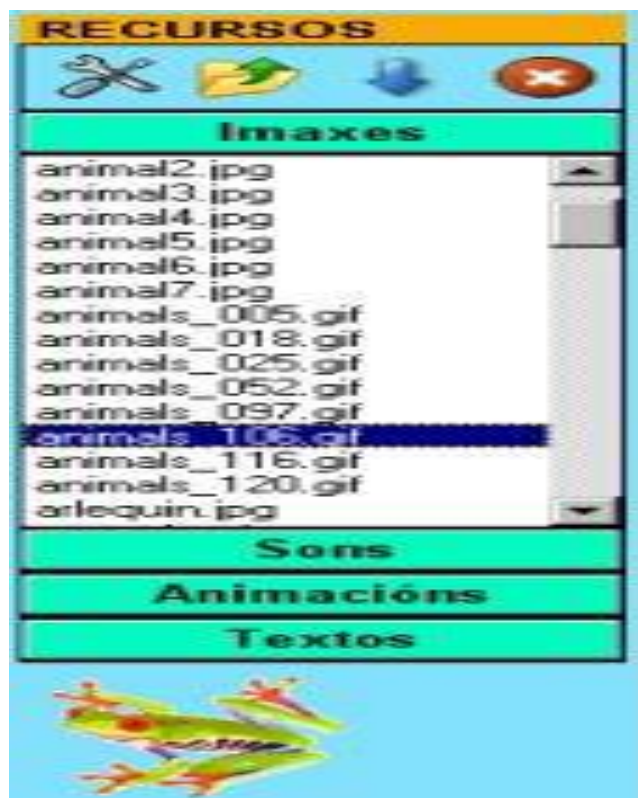 RECURSOS
Imaxes
animal2.jpg
animal3.jpg
animal4.jpg
animal5.jpg
animal6.jpg
animal7.jpg
animals_005.gif
animals_018.gif
animals_025.gif
animals_052.gif
animals_097.gif
animals_106.gif
animals_116.gif
animals_120.gif
arlequin.jpg
Sons
Animacións
Textos